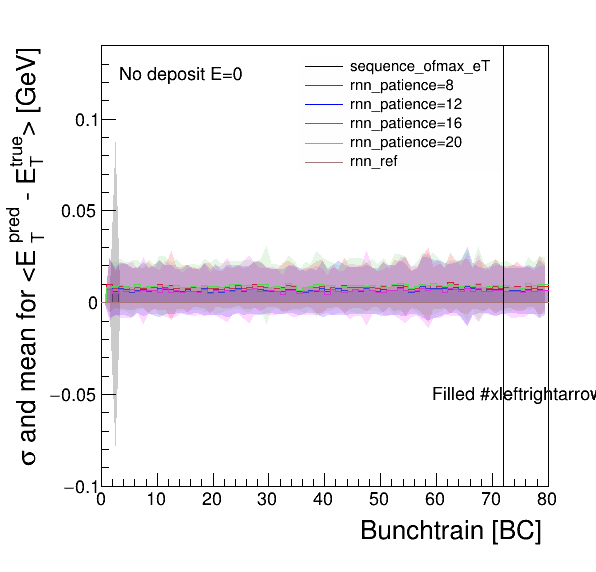 σ and mean for <E_T^pred - E_T^true> [GeV]
No deposit E=0
sequence_ofmax_eT
rnn_patience=8
rnn_patience=12
rnn_patience=16
rnn_patience=20
rnn_ref
0.1
0.05
0
−0.05
−0.1
Filled #xleftrightarrow
0 10 20 30 40 50 60 70 80
Bunchtrain [BC]